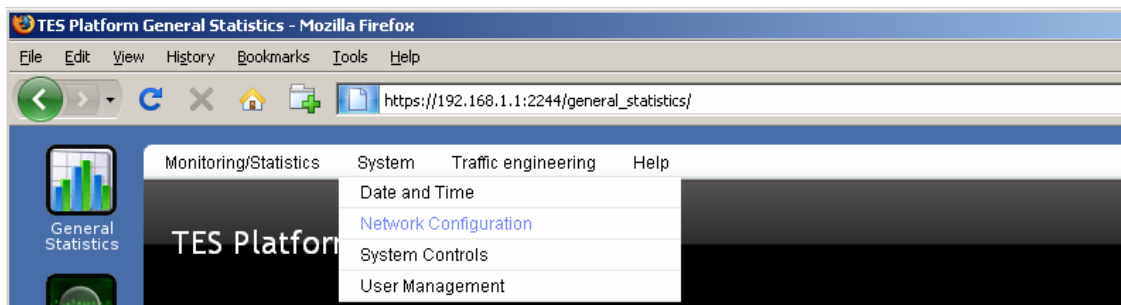 TES Platform General Statistics - Mozilla Firefox
File Edit View History Bookmarks Tools Help
https://192.168.1.1:2244/general_statistics/
Monitoring/Statistics System Traffic engineering Help
Date and Time
Network Configuration
System Controls
User Management
General
Statistics
TES Platfor